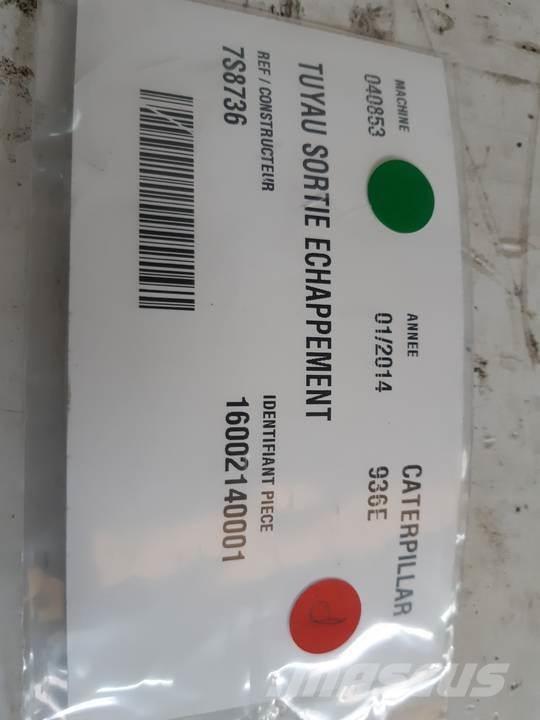 MACHINE ANNEE CATERPILLAR
040853 01/2014 936E
TUYAU SORTIE ECHAPPEMENT
REF / CONSTRUCTEUR IDENTIFIANT PIECE
7S8736 16002140001
mascus